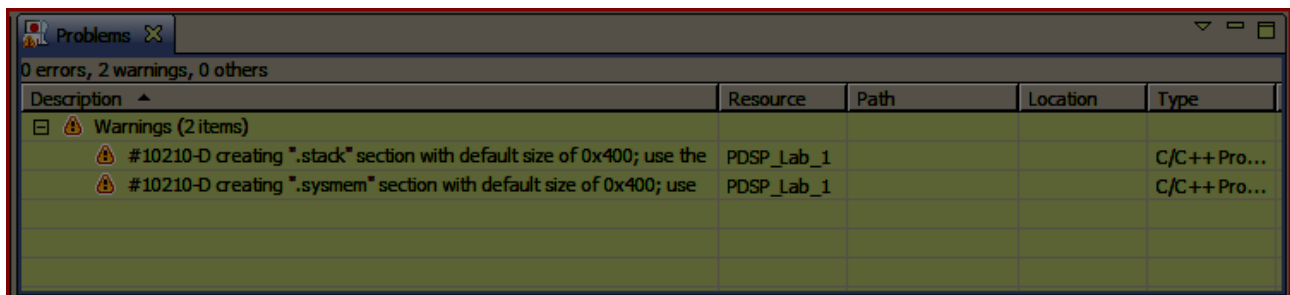 Problems
0 errors, 2 warnings, 0 others
Description Resource Path Location Type
Warnings (2 items)
#10210-D creating ".stack" section with default size of 0x400; use the PDSP_Lab_1 C/C++ Pro...
#10210-D creating ".sysmem" section with default size of 0x400; use PDSP_Lab_1 C/C++ Pro...